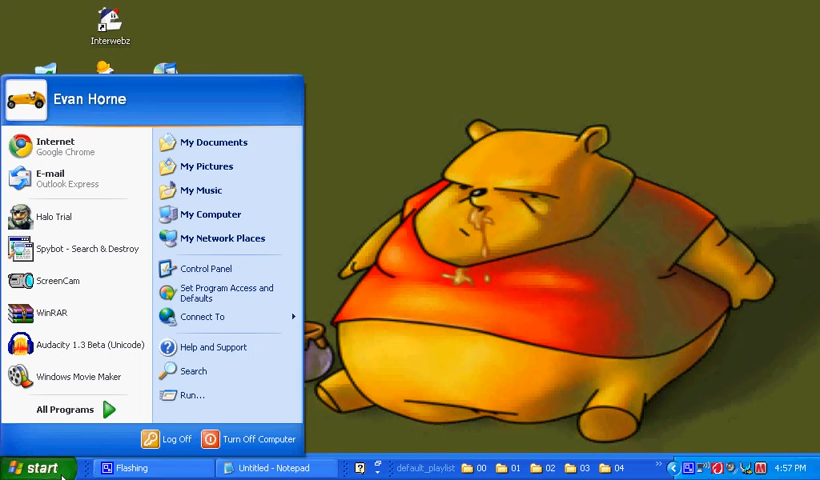 Interwebz
Evan Horne
Internet
Google Chrome
E-mail
Outlook Express
Halo Trial
Spybot - Search & Destroy
ScreenCam
WinRAR
Audacity 1.3 Beta (Unicode)
Windows Movie Maker
All Programs
My Documents
My Pictures
My Music
My Computer
My Network Places
Control Panel
Set Program Access and
Defaults
Connect To
Help and Support
Search
Run...
Log Off
Turn Off Computer
start
Flashing
Untitled - Notepad
default_playlist
00
01
02
03
04
4:57 PM